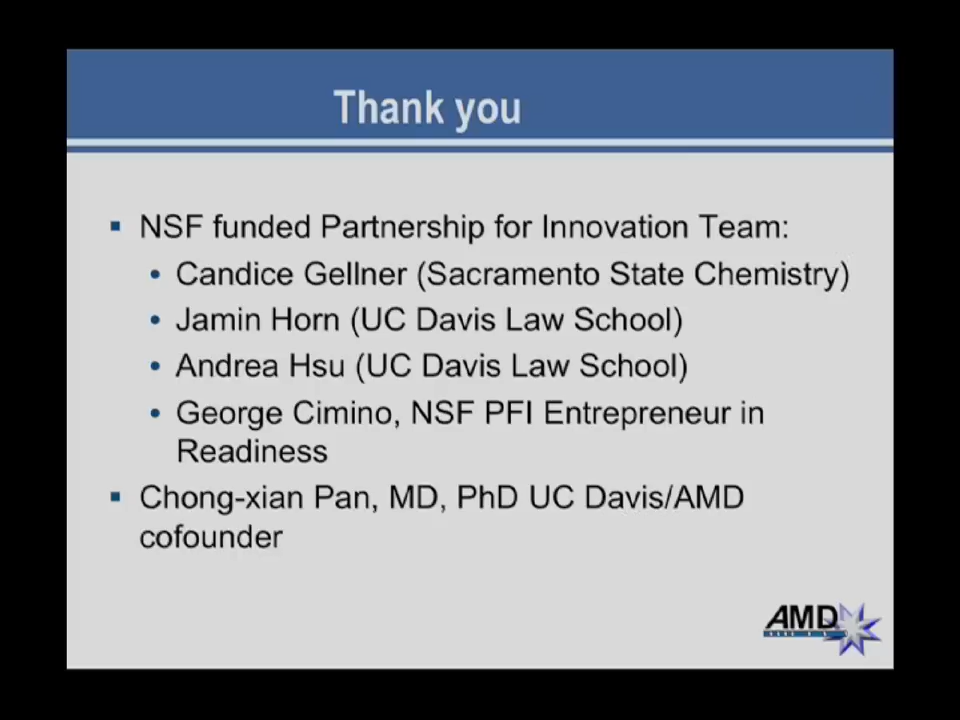 Thank you
▪ NSF funded Partnership for Innovation Team:
• Candice Gellner (Sacramento State Chemistry)
• Jamin Horn (UC Davis Law School)
• Andrea Hsu (UC Davis Law School)
• George Cimino, NSF PFI Entrepreneur in
Readiness
▪ Chong-xian Pan, MD, PhD UC Davis/AMD
cofounder
AMD